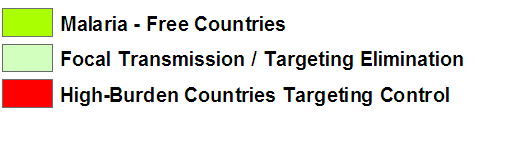 Malaria - Free Countries
Focal Transmission / Targeting Elimination
High-Burden Countries Targeting Control